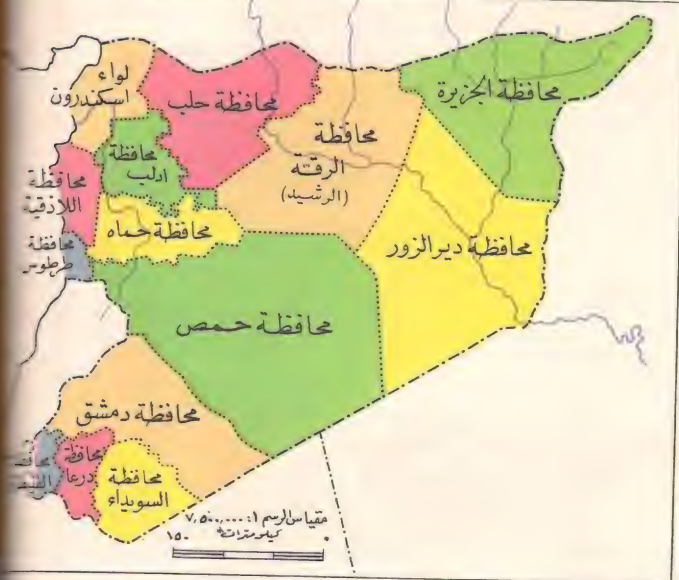 لواء
اسكندرون
محافظة حلب
محافظة
الرقة
(الرشيد)
محافظة الجزيرة
محافظة
ادلب
محافظة
اللاذقية
محافظة حماه
محافظة
طرطوس
محافظة ديرالزور
محافظة حمص
محافظة دمشق
محافظة
درعا
محافظة
السويداء
مقياس الرسم ١: ٧,٥٠٠,٠٠٠
كيلومترات
١٥٠ ٠